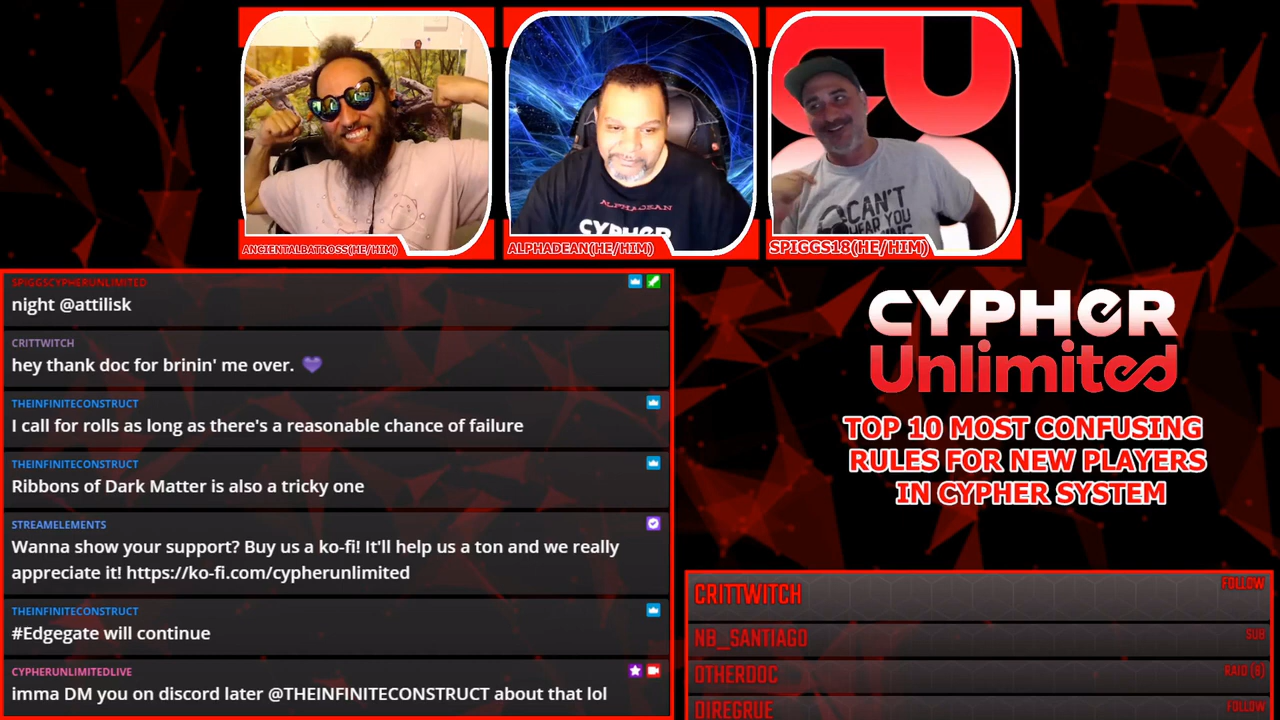 ANCIENTALBATROSS(HE/HIM)
ALPHADEAN
CYPHER
ALPHADEAN(HE/HIM)
CAN'T
HEAR YOU
SPIGGS18(HE/HIM)
SPIGGSCYPHERUNLIMITED
night @attilisk
CRITTWITCH
hey thank doc for brinin' me over. 💜
THEINFINITECONSTRUCT
I call for rolls as long as there's a reasonable chance of failure
THEINFINITECONSTRUCT
Ribbons of Dark Matter is also a tricky one
STREAMELEMENTS
Wanna show your support? Buy us a ko-fi! It'll help us a ton and we really
appreciate it! https://ko-fi.com/cypherunlimited
THEINFINITECONSTRUCT
#Edgegate will continue
CYPHERUNLIMITEDLIVE
imma DM you on discord later @THEINFINITECONSTRUCT about that lol
CYPHER
Unlimited
TOP 10 MOST CONFUSING
RULES FOR NEW PLAYERS
IN CYPHER SYSTEM
CRITTWITCH FOLLOW
NB_SANTIAGO SUB
OTHERDOC RAID (8)
DIREGRUE FOLLOW